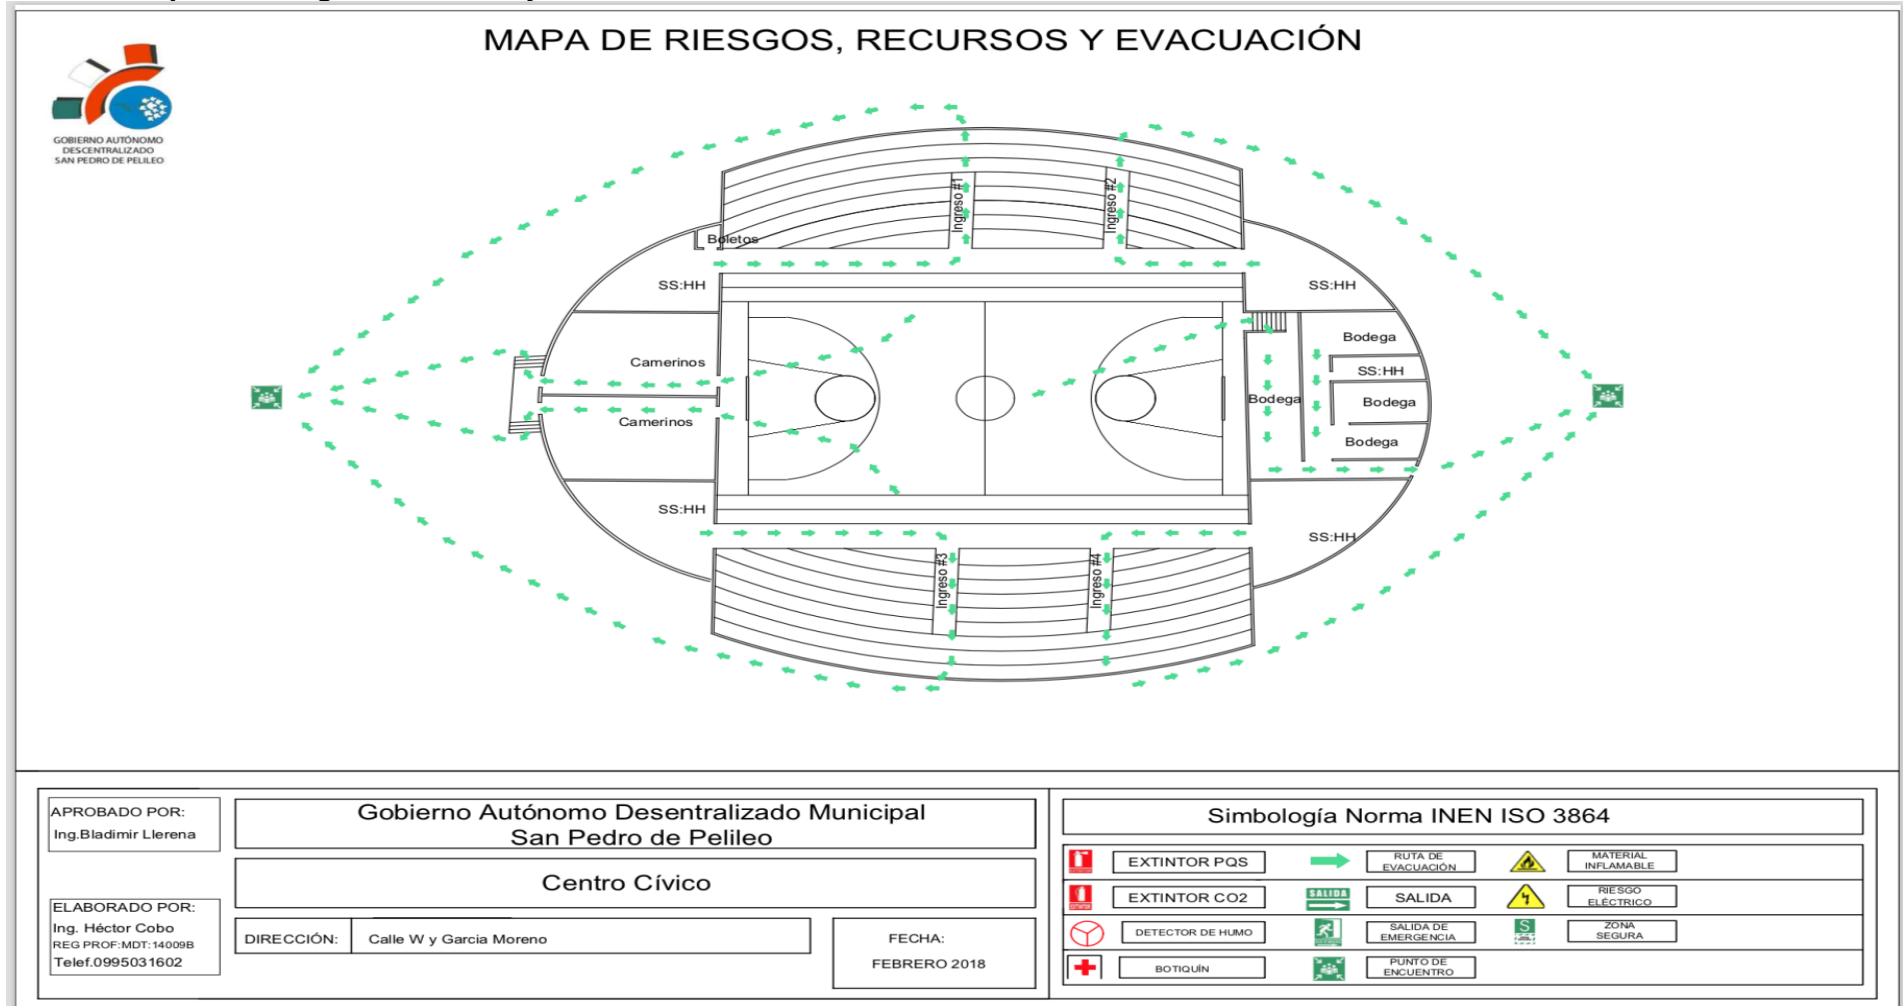 MAPA DE RIESGOS, RECURSOS Y EVACUACIÓN
GOBIERNO AUTÓNOMO
DESCENTRALIZADO
SAN PEDRO DE PELILEO
Ingreso #1
Ingreso #2
Boletos
SS:HH
SS:HH
Camerinos
Camerinos
Bodega
SS:HH
Bodega
Bodega
Bodega
SS:HH
SS:HH
Ingreso #3
Ingreso #4
APROBADO POR:
Ing.Bladimir Llerena
ELABORADO POR:
Ing. Héctor Cobo
REG PROF:MDT:14009B
Telef.0995031602
Gobierno Autónomo Desentralizado Municipal
San Pedro de Pelileo
Centro Cívico
DIRECCIÓN:
Calle W y Garcia Moreno
FECHA:
FEBRERO 2018
Simbología Norma INEN ISO 3864
EXTINTOR PQS
RUTA DE
EVACUACIÓN
MATERIAL
INFLAMABLE
EXTINTOR CO2
SALIDA
SALIDA
RIESGO
ELÉCTRICO
DETECTOR DE HUMO
SALIDA DE
EMERGENCIA
S
ZONA
SEGURA
BOTIQUÍN
PUNTO DE
ENCUENTRO